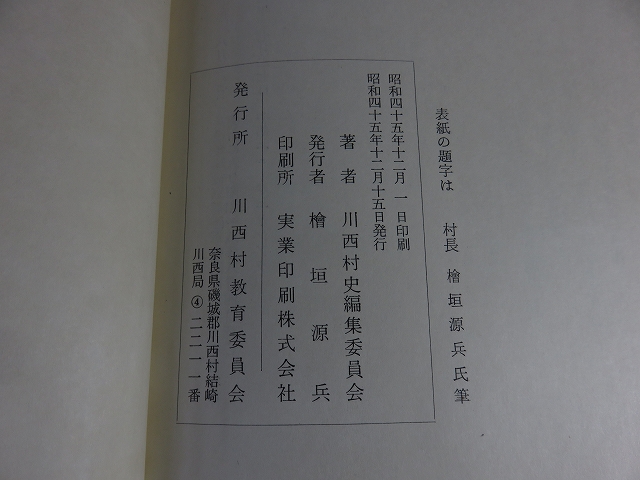 表紙の題字は　村長　檜垣源兵氏筆
昭和四十五年十二月　一日印刷
昭和四十五年十二月十五日発行
著者　川西村史編集委員会
発行者　檜垣源兵
印刷所　実業印刷株式会社
発行所　川西村教育委員会
奈良県磯城郡川西村結崎
川西局④二二一一番